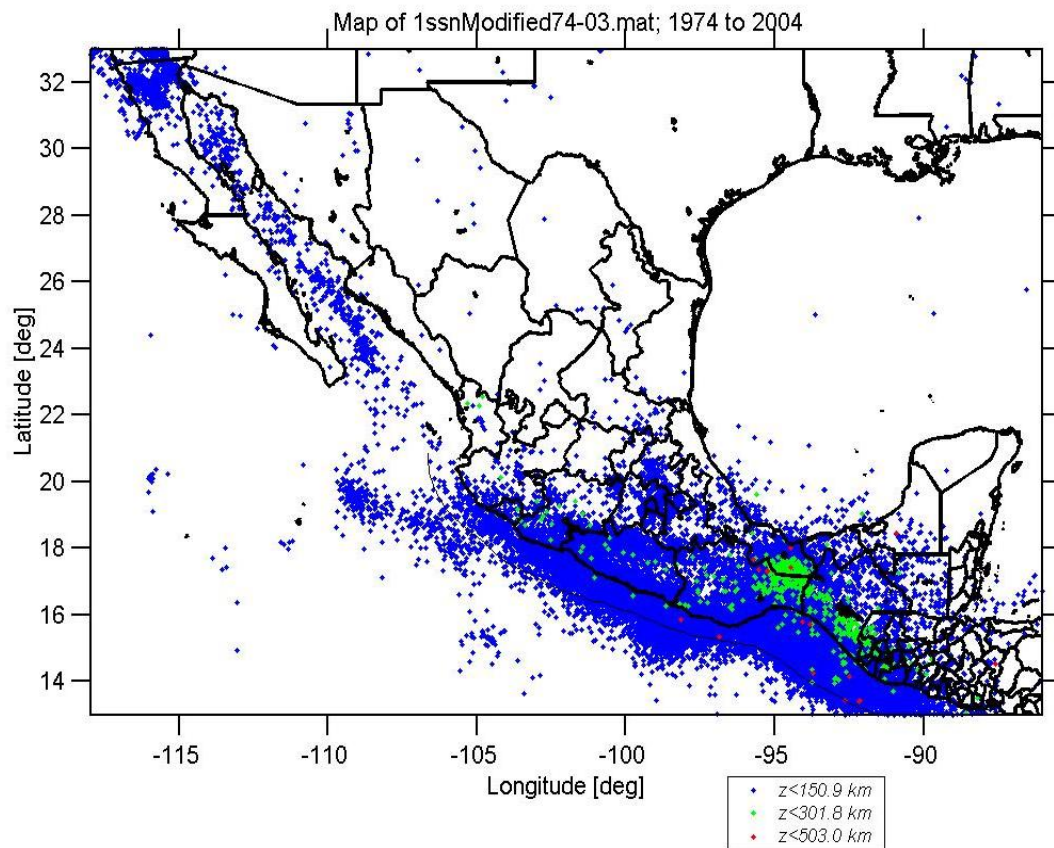 Map of 1ssnModified74-03.mat; 1974 to 2004
32
30
28
26
24
22
20
18
16
14
Latitude [deg]
-115
-110
-105
-100
-95
-90
Longitude [deg]
z<150.9 km
z<301.8 km
z<503.0 km